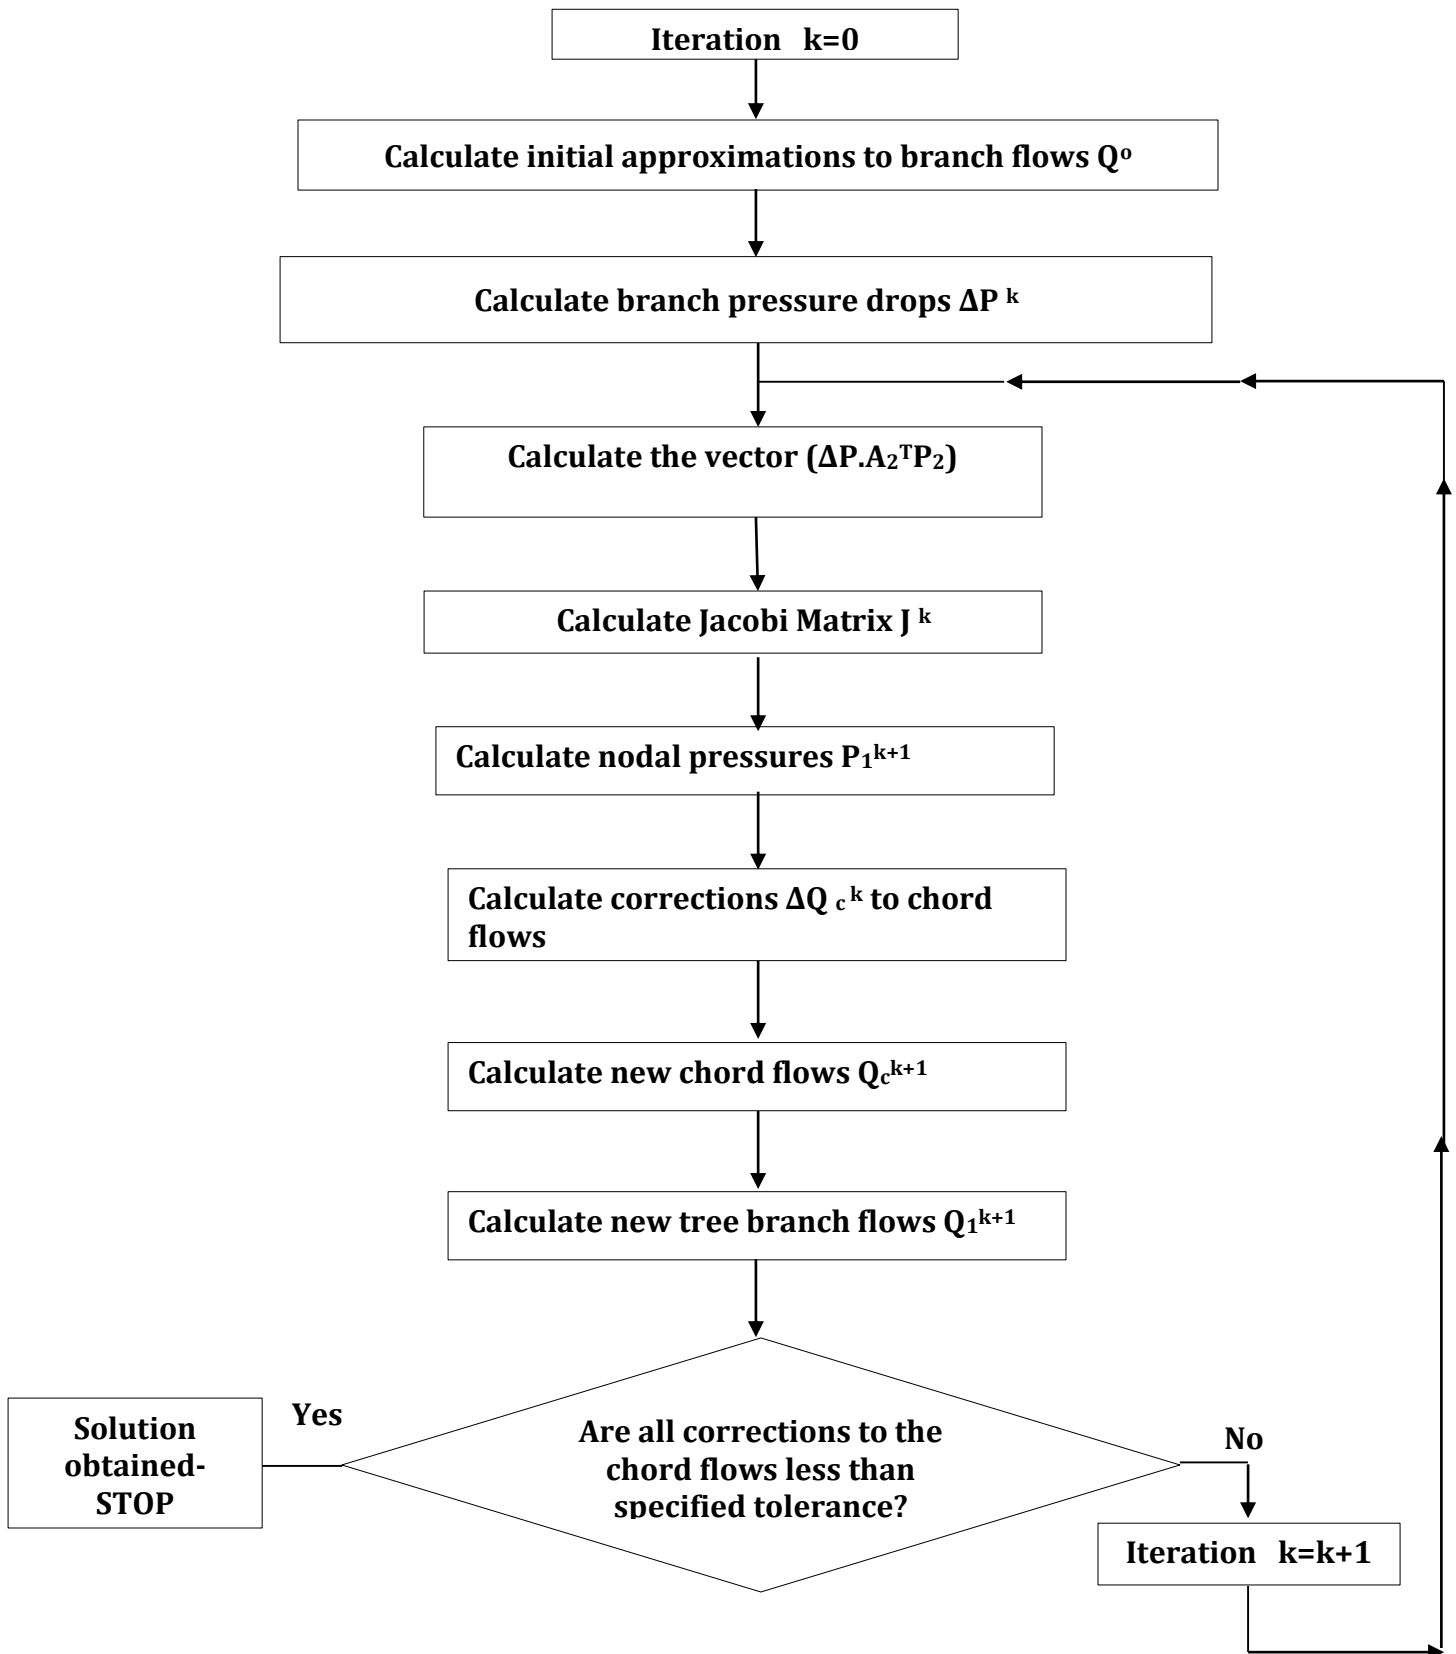 Iteration k=0
Calculate initial approximations to branch flows Qᵒ
Calculate branch pressure drops ΔP ᵏ
Calculate the vector (ΔP.A₂ᵀP₂)
Calculate Jacobi Matrix J ᵏ
Calculate nodal pressures P₁ᵏ⁺¹
Calculate corrections ΔQ c ᵏ to chord
flows
Calculate new chord flows Qcᵏ⁺¹
Calculate new tree branch flows Q₁ᵏ⁺¹
Yes
Solution
obtained-
STOP
Are all corrections to the
chord flows less than
specified tolerance?
No
Iteration k=k+1